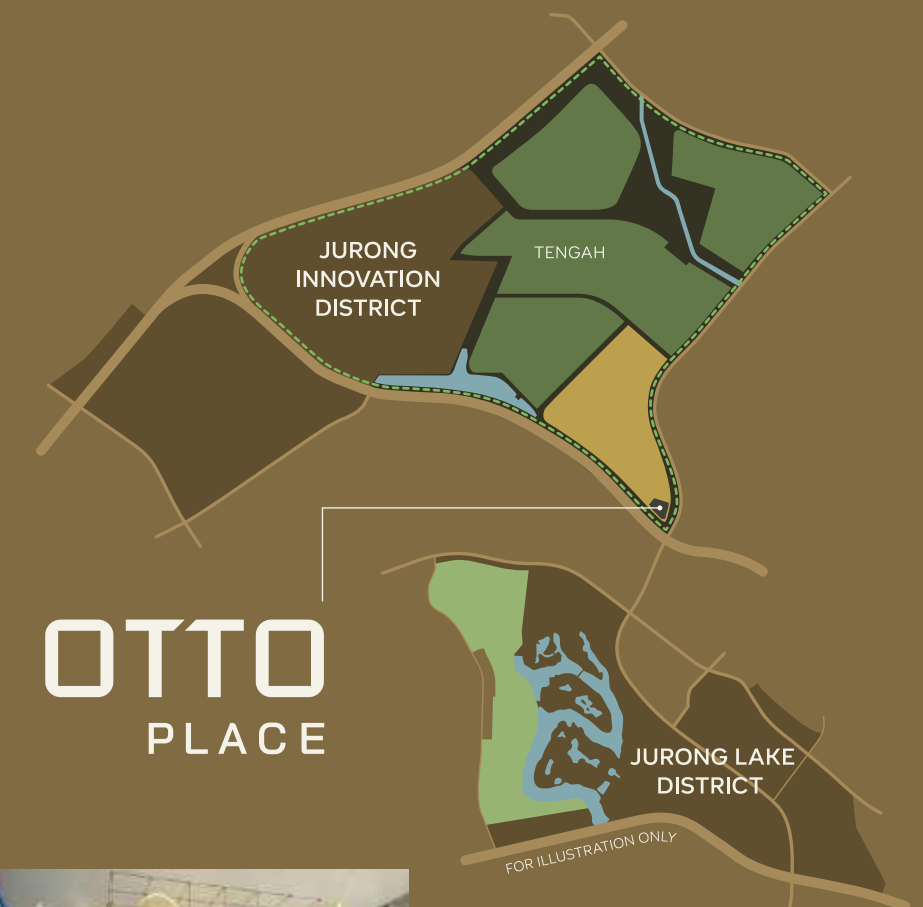 JURONG
INNOVATION
DISTRICT
TENGAH
OTTO
PLACE
JURONG LAKE
DISTRICT
FOR ILLUSTRATION ONLY